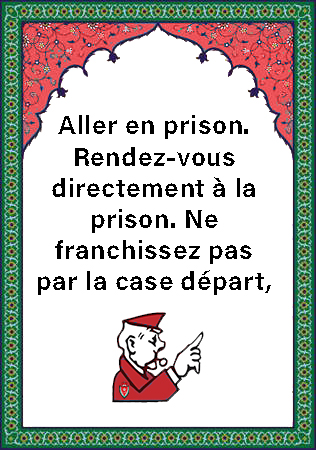 Aller en prison.
Rendez-vous
directement à la
prison. Ne
franchissez pas
par la case départ,